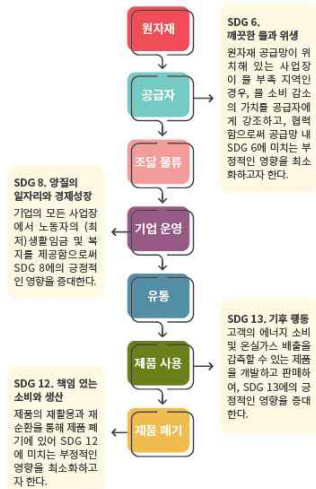 원자재
SDG 6.
깨끗한 물과 위생
원자재 공급망이 위
치해 있는 사업장
이 물 부족 지역인
경우, 물 소비 감소
의 가치를 공급자에
게 강조하고, 협력
함으로써 공급망 내
SDG 6에 미치는 부
정적인 영향을 최소
화하고자 한다.
공급자
조달 물류
SDG 8. 양질의
일자리와 경제성장
기업의 모든 사업장
에서 노동자의 (최
저)생활임금 및 복
지를 제공함으로써
SDG 8에의 긍정적
인 영향을 증대한다.
기업 운영
유통
SDG 13. 기후 행동
고객의 에너지 소비
및 온실가스 배출을
감축할 수 있는 제품
을 개발하고 판매하
여, SDG 13에의 긍
정적인 영향을 증대
한다.
제품 사용
SDG 12. 책임 있는
소비와 생산
제품의 재활용과 재
순환을 통해 제품 폐
기에 있어 SDG 12
에 미치는 부정적인
영향을 최소화하고
자 한다.
제품 폐기